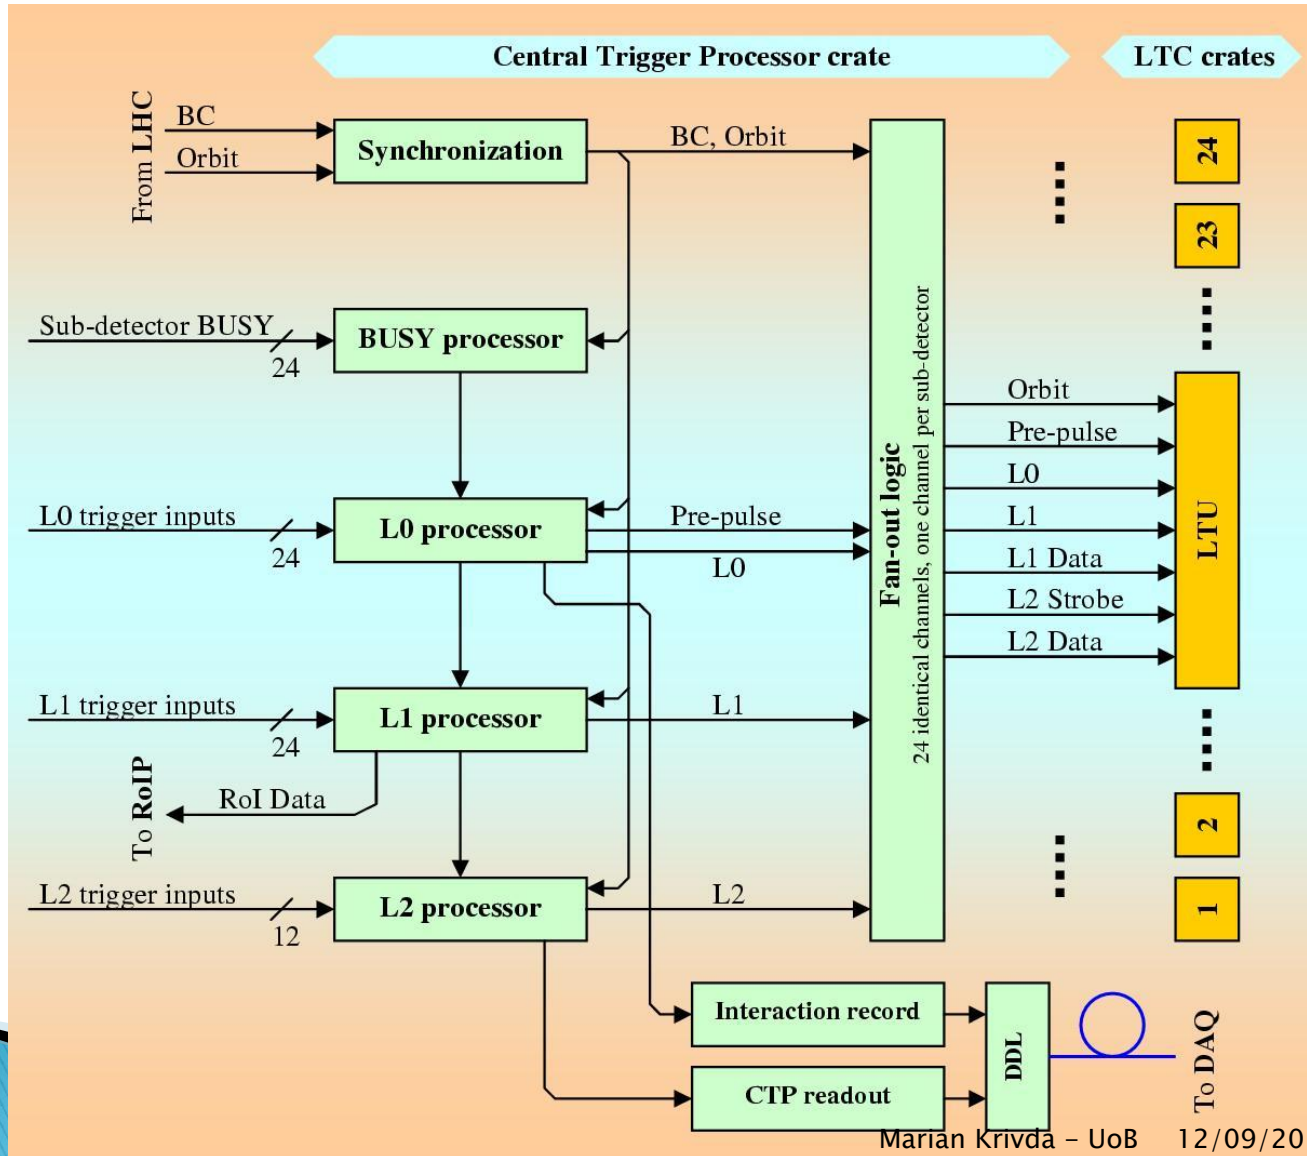 Central Trigger Processor crate
LTC crates
From LHC
BC
Orbit
Synchronization
BC, Orbit
24
23
Sub-detector BUSY
24
BUSY processor
Fan-out logic
24 identical channels, one channel per sub-detector
Orbit
Pre-pulse
L0
L1
L1 Data
L2 Strobe
L2 Data
LTU
L0 trigger inputs
24
L0 processor
Pre-pulse
L0
L1 trigger inputs
24
L1 processor
L1
To RoIP
RoI Data
2
L2 trigger inputs
12
L2 processor
L2
1
Interaction record
CTP readout
DDL
To DAQ
Marian Krivda – UoB 12/09/20